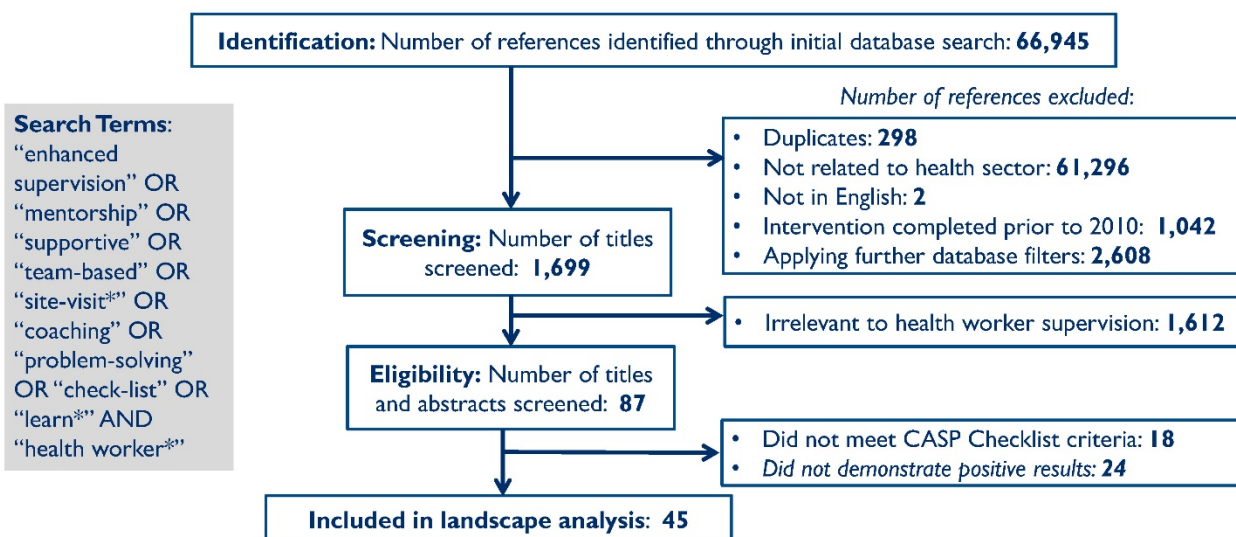 Identification: Number of references identified through initial database search: 66,945
Number of references excluded:
• Duplicates: 298
• Not related to health sector: 61,296
• Not in English: 2
• Intervention completed prior to 2010: 1,042
• Applying further database filters: 2,608
Search Terms:
“enhanced
supervision” OR
“mentorship” OR
“supportive” OR
“team-based” OR
“site-visit*” OR
“coaching” OR
“problem-solving”
OR “check-list” OR
“learn*” AND
“health worker*”
Screening: Number of titles
screened: 1,699
• Irrelevant to health worker supervision: 1,612
Eligibility: Number of titles
and abstracts screened: 87
• Did not meet CASP Checklist criteria: 18
• Did not demonstrate positive results: 24
Included in landscape analysis: 45